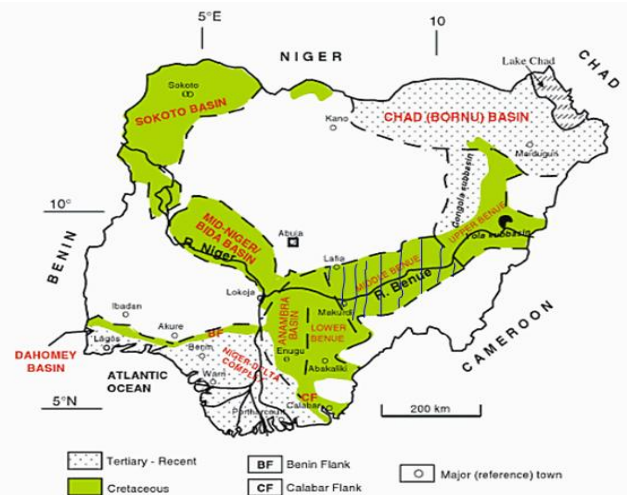 5°E
10
NIGER
CHAD
Lake Chad
Sokoto
SOKOTO BASIN
Kano
CHAD (BORNU) BASIN
Maiduguri
Gongola subbasin
10°
MID-NIGER/
BIDA BASIN
R. Niger
Abuja
UPPER BENUE
Yola subbasin
BENIN
Lafia
MIDDLE BENUE
R. Benue
Lokoja
Makurdi
CAMEROON
Ibadan
Akure
BF
ANAMBRA
BASIN
LOWER
BENUE
Lagos
Benin
Enugu
DAHOMEY
BASIN
NIGER-DELTA
COMPLEX
Abakaliki
ATLANTIC
OCEAN
Warri
CF
Calabar
Portharcourt
5°N
200 km
Tertiary - Recent
BF Benin Flank
Major (reference) town
Cretaceous
CF Calabar Flank